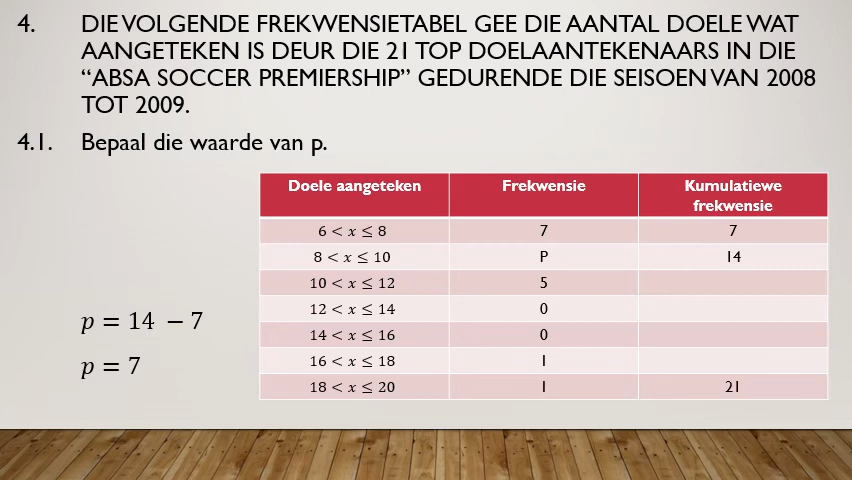 4. DIE VOLGENDE FREKWENSIETABEL GEE DIE AANTAL DOELE WAT
AANGETEKEN IS DEUR DIE 21 TOP DOELAANTEKENAARS IN DIE
“ABSA SOCCER PREMIERSHIP” GEDURENDE DIE SEISOEN VAN 2008
TOT 2009.
4.1. Bepaal die waarde van p.
Doele aangeteken Frekwensie Kumulatiewe frekwensie
6 < x ≤ 8 7 7
8 < x ≤ 10 P 14
10 < x ≤ 12 5
12 < x ≤ 14 0
14 < x ≤ 16 0
16 < x ≤ 18 1
18 < x ≤ 20 1 21
p = 14 − 7
p = 7